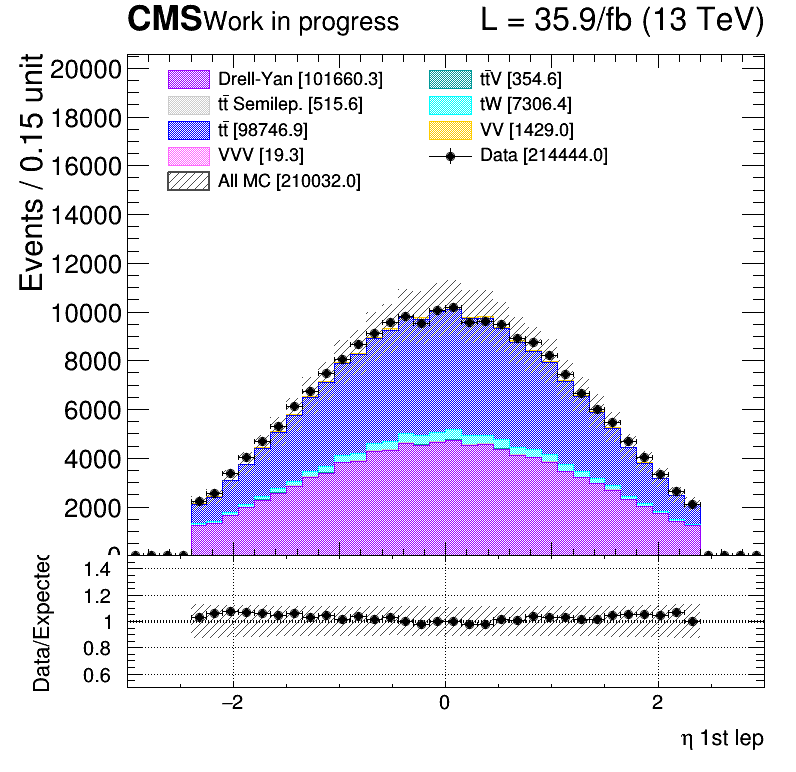 CMS Work in progress L = 35.9/fb (13 TeV)
Events / 0.15 unit
20000
18000
16000
14000
12000
10000
8000
6000
4000
2000
0
Drell-Yan [101660.3]
tt̄ Semilep. [515.6]
tt̄ [98746.9]
VVV [19.3]
All MC [210032.0]
tt̄V [354.6]
tW [7306.4]
VV [1429.0]
Data [214444.0]
Data/Expected
1.4
1.2
1
0.8
0.6
−2 0 2
η 1st lep